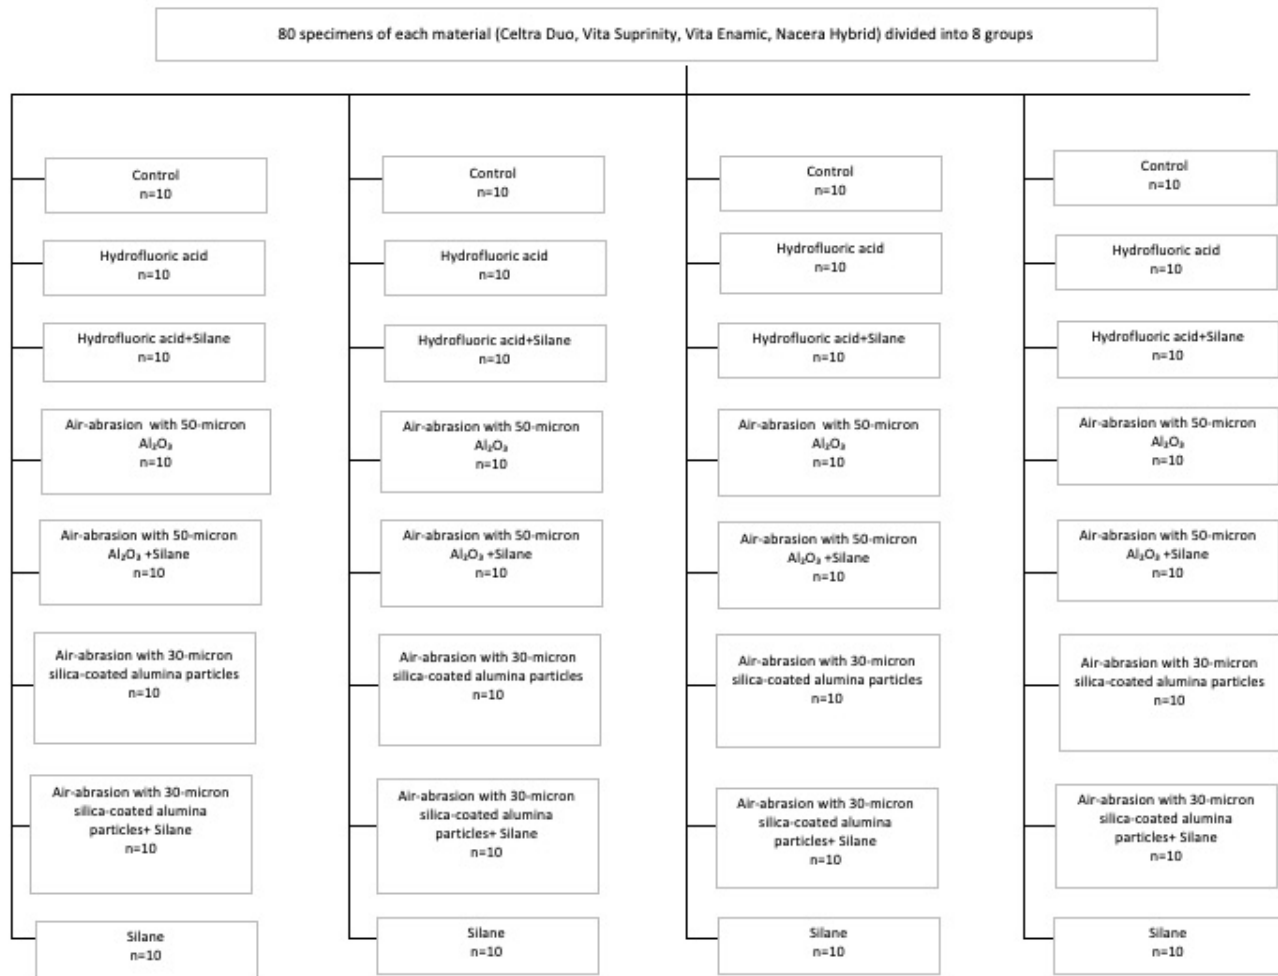 80 specimens of each material (Celtra Duo, Vita Suprinity, Vita Enamic, Nacera Hybrid) divided into 8 groups
Control
n=10
Hydrofluoric acid
n=10
Hydrofluoric acid+Silane
n=10
Air-abrasion with 50-micron
Al₂O₃
n=10
Air-abrasion with 50-micron
Al₂O₃ +Silane
n=10
Air-abrasion with 30-micron
silica-coated alumina particles
n=10
Air-abrasion with 30-micron
silica-coated alumina
particles+ Silane
n=10
Silane
n=10
Control
n=10
Hydrofluoric acid
n=10
Hydrofluoric acid+Silane
n=10
Air-abrasion with 50-micron
Al₂O₃
n=10
Air-abrasion with 50-micron
Al₂O₃ +Silane
n=10
Air-abrasion with 30-micron
silica-coated alumina particles
n=10
Air-abrasion with 30-micron
silica-coated alumina
particles+ Silane
n=10
Silane
n=10
Control
n=10
Hydrofluoric acid
n=10
Hydrofluoric acid+Silane
n=10
Air-abrasion with 50-micron
Al₂O₃
n=10
Air-abrasion with 50-micron
Al₂O₃ +Silane
n=10
Air-abrasion with 30-micron
silica-coated alumina particles
n=10
Air-abrasion with 30-micron
silica-coated alumina
particles+ Silane
n=10
Silane
n=10
Control
n=10
Hydrofluoric acid
n=10
Hydrofluoric acid+Silane
n=10
Air-abrasion with 50-micron
Al₂O₃
n=10
Air-abrasion with 50-micron
Al₂O₃ +Silane
n=10
Air-abrasion with 30-micron
silica-coated alumina particles
n=10
Air-abrasion with 30-micron
silica-coated alumina
particles+ Silane
n=10
Silane
n=10